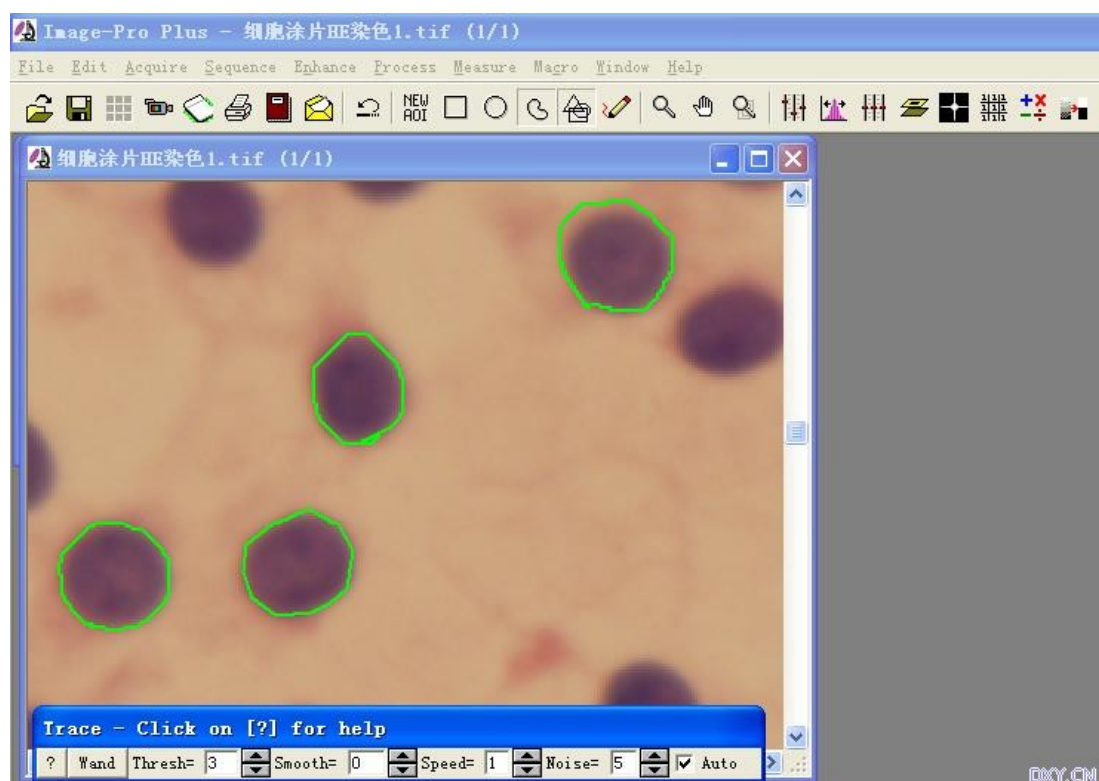 Image-Pro Plus - 细胞涂片HE染色1.tif (1/1)
File Edit Acquire Sequence Enhance Process Measure Macro Window Help
NEW
AOI
细胞涂片HE染色1.tif (1/1)
Trace - Click on [?] for help
? Wand Thresh= 3 Smooth= 0 Speed= 1 Noise= 5 Auto
DXY.CN